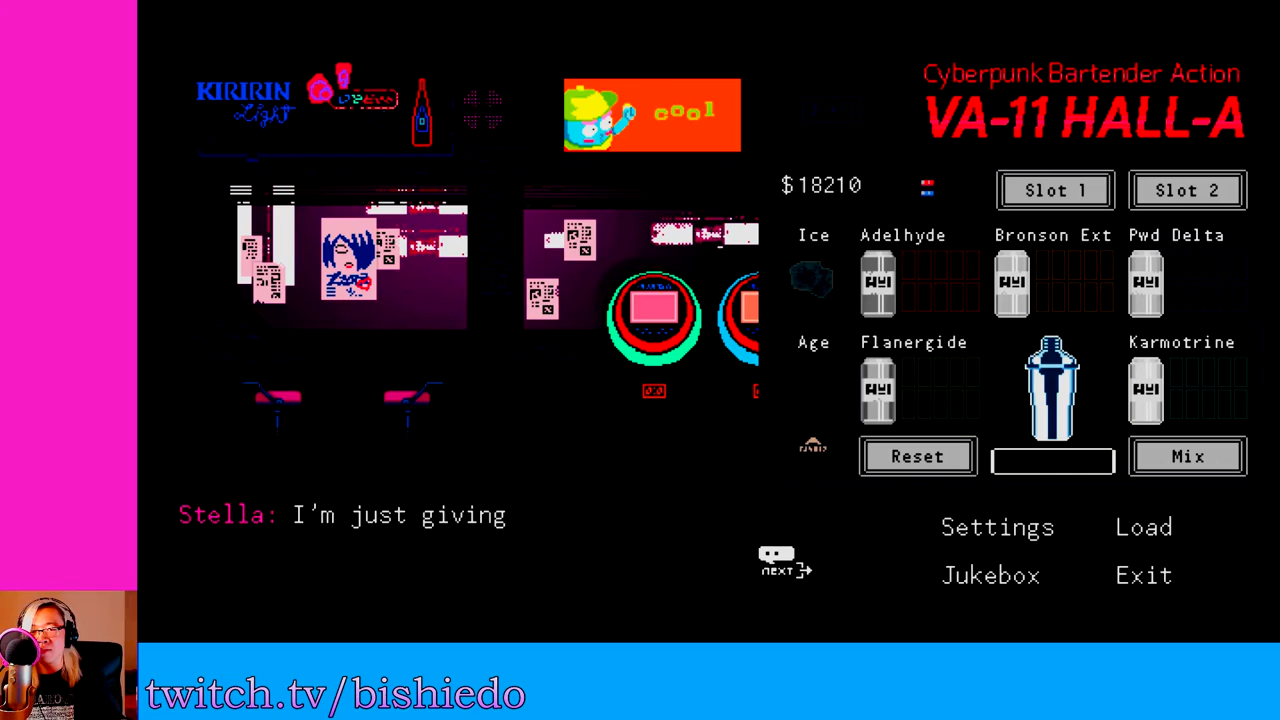 KIRIRIN
Light
OPEN
cool
Cyberpunk Bartender Action
VA-11 HALL-A
$18210
Slot 1
Slot 2
Ice
Adelhyde
Bronson Ext
Pwd Delta
Age
Flanergide
Karmotrine
Reset
Mix
Stella: I'm just giving
NEXT
Settings
Load
Jukebox
Exit
twitch.tv/bishiedo